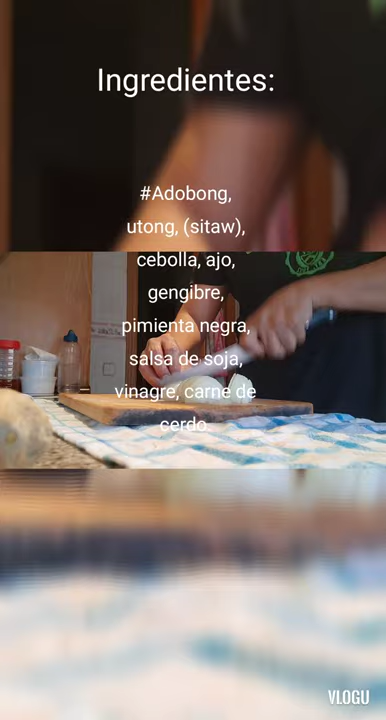 Ingredientes:
#Adobong,
utong, (sitaw),
cebolla, ajo,
gengibre,
pimienta negra,
salsa de soja,
vinagre, carne de
cerdo.
VLOGU